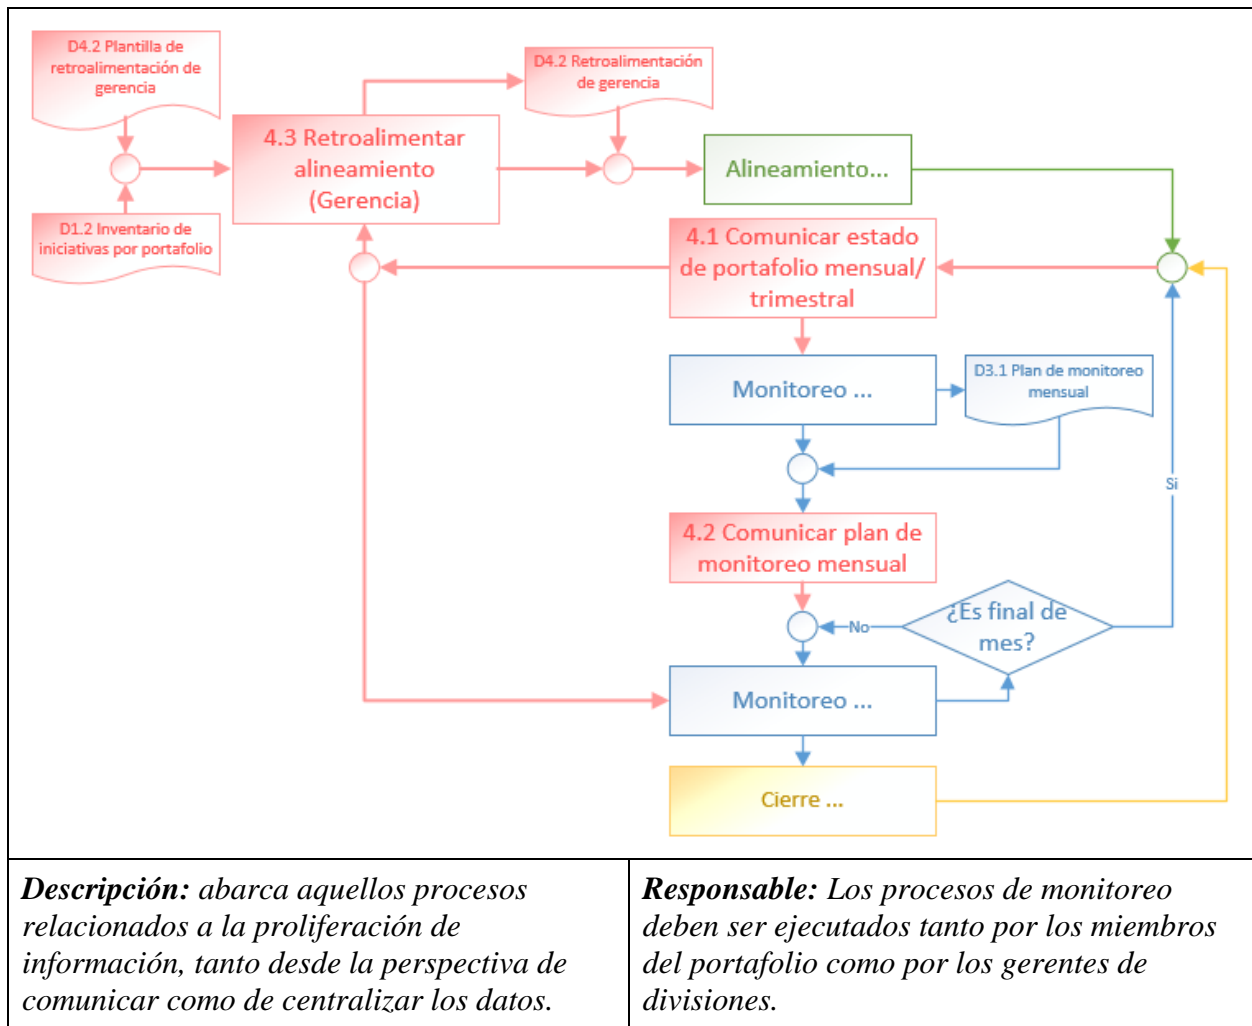 D4.2 Plantilla de
retroalimentación de
gerencia
D4.2 Retroalimentación
de gerencia
4.3 Retroalimentar
alineamiento
(Gerencia)
Alineamiento...
D1.2 Inventario de
iniciativas por portafolio
4.1 Comunicar estado
de portafolio mensual/
trimestral
Monitoreo ...
D3.1 Plan de monitoreo
mensual
Si
4.2 Comunicar plan de
monitoreo mensual
¿Es final de
mes?
No
Monitoreo ...
Cierre ...
Descripción: abarca aquellos procesos
relacionados a la proliferación de
información, tanto desde la perspectiva de
comunicar como de centralizar los datos.
Responsable: Los procesos de monitoreo
deben ser ejecutados tanto por los miembros
del portafolio como por los gerentes de
divisiones.